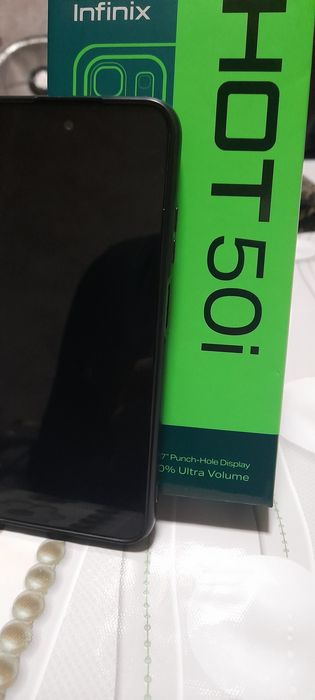 Infinix
HOT 50i
7" Punch-Hole Display
0% Ultra Volume